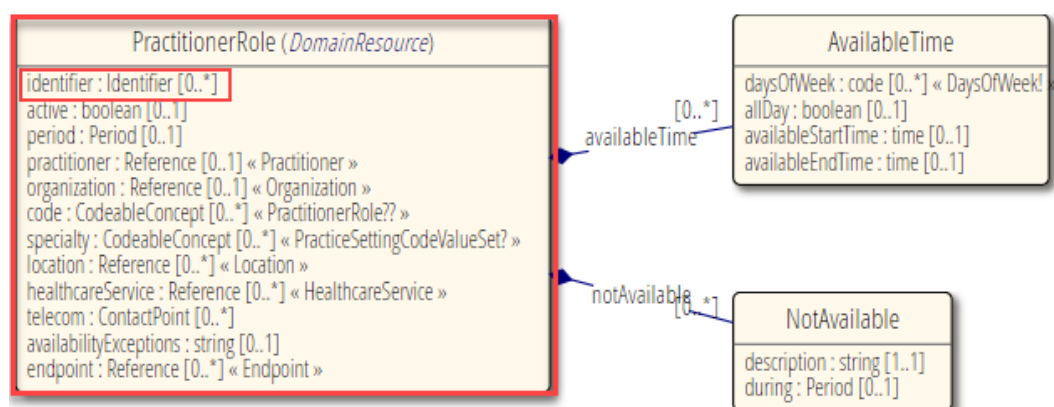 PractitionerRole (DomainResource)
identifier : Identifier [0..*]
active : boolean [0..1]
period : Period [0..1]
practitioner : Reference [0..1] « Practitioner »
organization : Reference [0..1] « Organization »
code : CodeableConcept [0..*] « PractitionerRole?? »
specialty : CodeableConcept [0..*] « PracticeSettingCodeValueSet? »
location : Reference [0..*] « Location »
healthcareService : Reference [0..*] « HealthcareService »
telecom : ContactPoint [0..*]
availabilityExceptions : string [0..1]
endpoint : Reference [0..*] « Endpoint »
[0..*]
availableTime
AvailableTime
daysOfWeek : code [0..*] « DaysOfWeek! »
allDay : boolean [0..1]
availableStartTime : time [0..1]
availableEndTime : time [0..1]
notAvailable
[0..*]
NotAvailable
description : string [1..1]
during : Period [0..1]